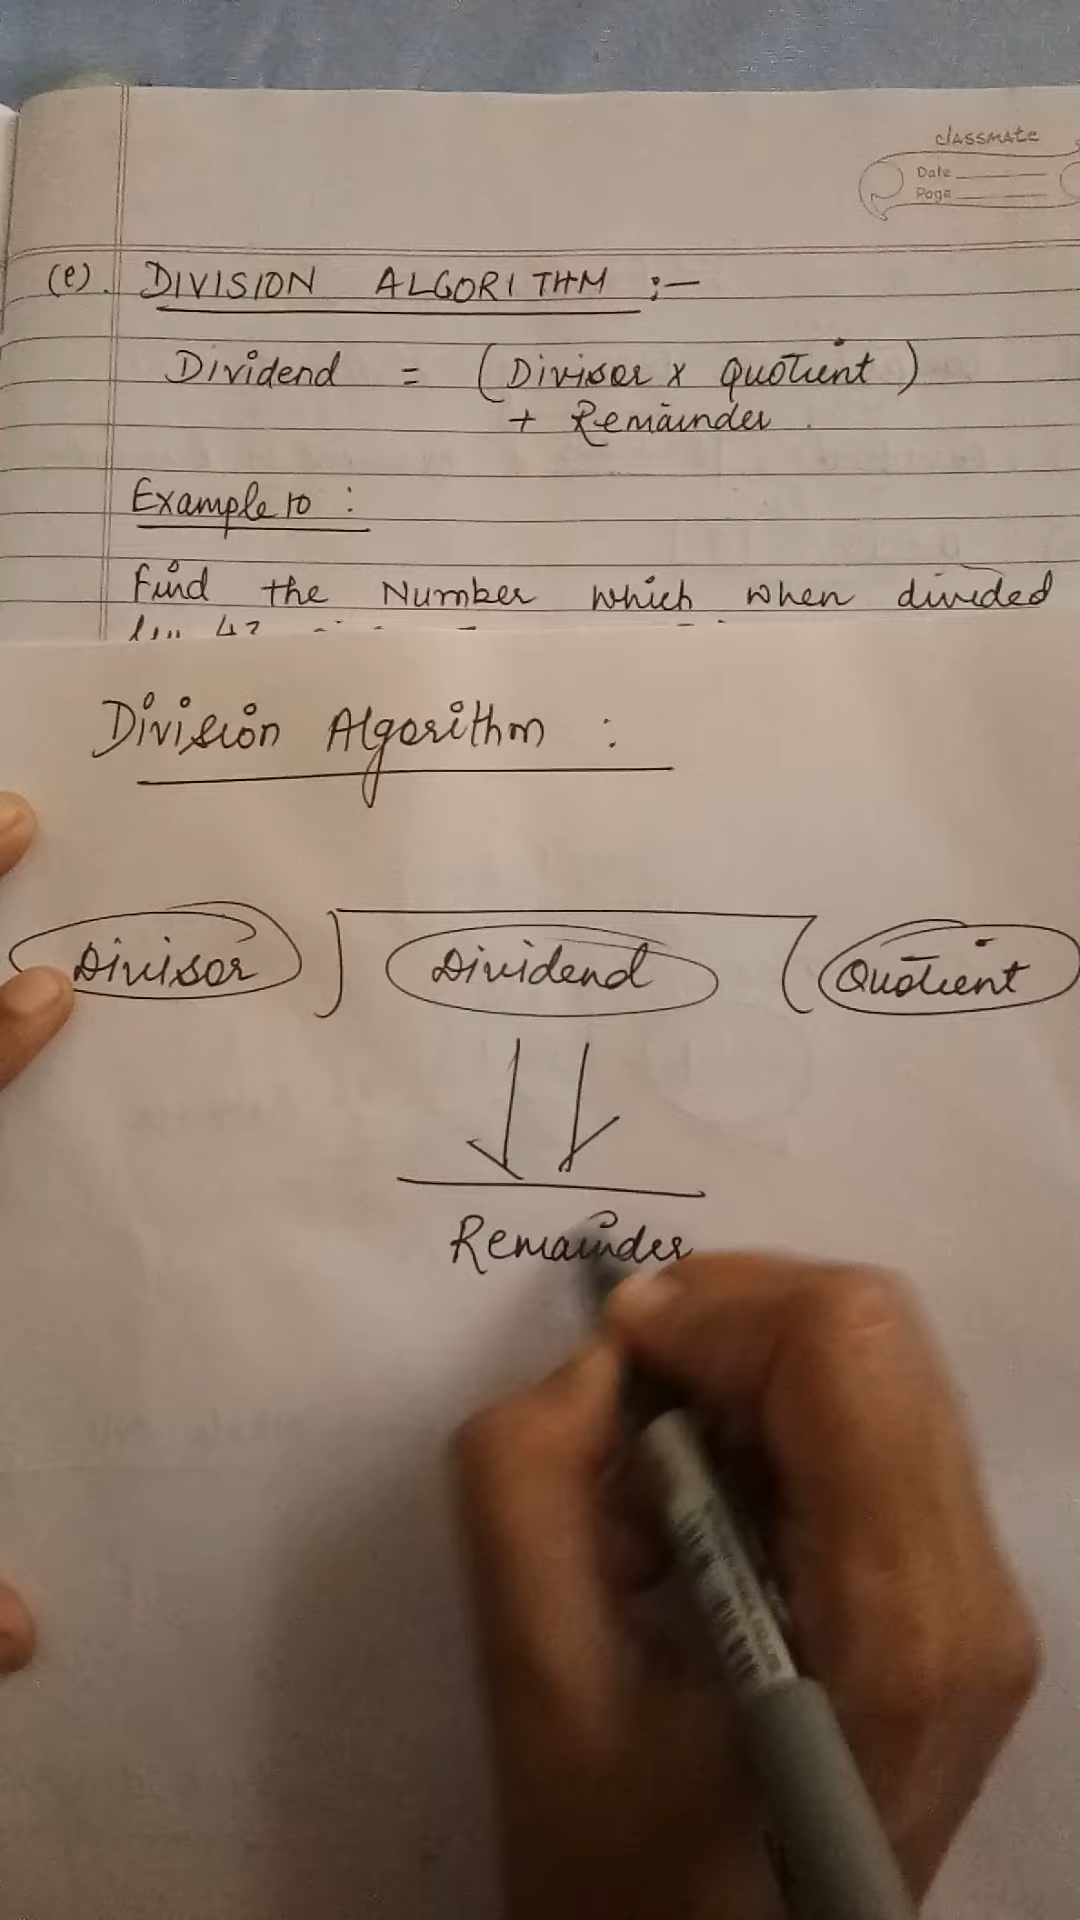 classmate
Date
Page
(e). DIVISION ALGORITHM :-
Dividend = (Divisor x Quotient)
+ Remainder.
Example 10 :
Find the Number which when divided
Division Algorithm :
Divisor Dividend Quotient
Remainder